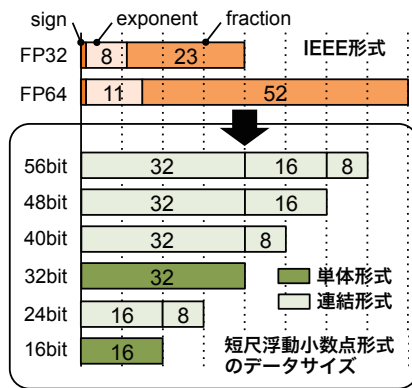 sign
exponent
fraction
FP32
8
23
IEEE形式
FP64
11
52
56bit
32
16
8
48bit
32
16
40bit
32
8
32bit
32
単体形式
連結形式
24bit
16
8
16bit
16
短尺浮動小数点形式
のデータサイズ